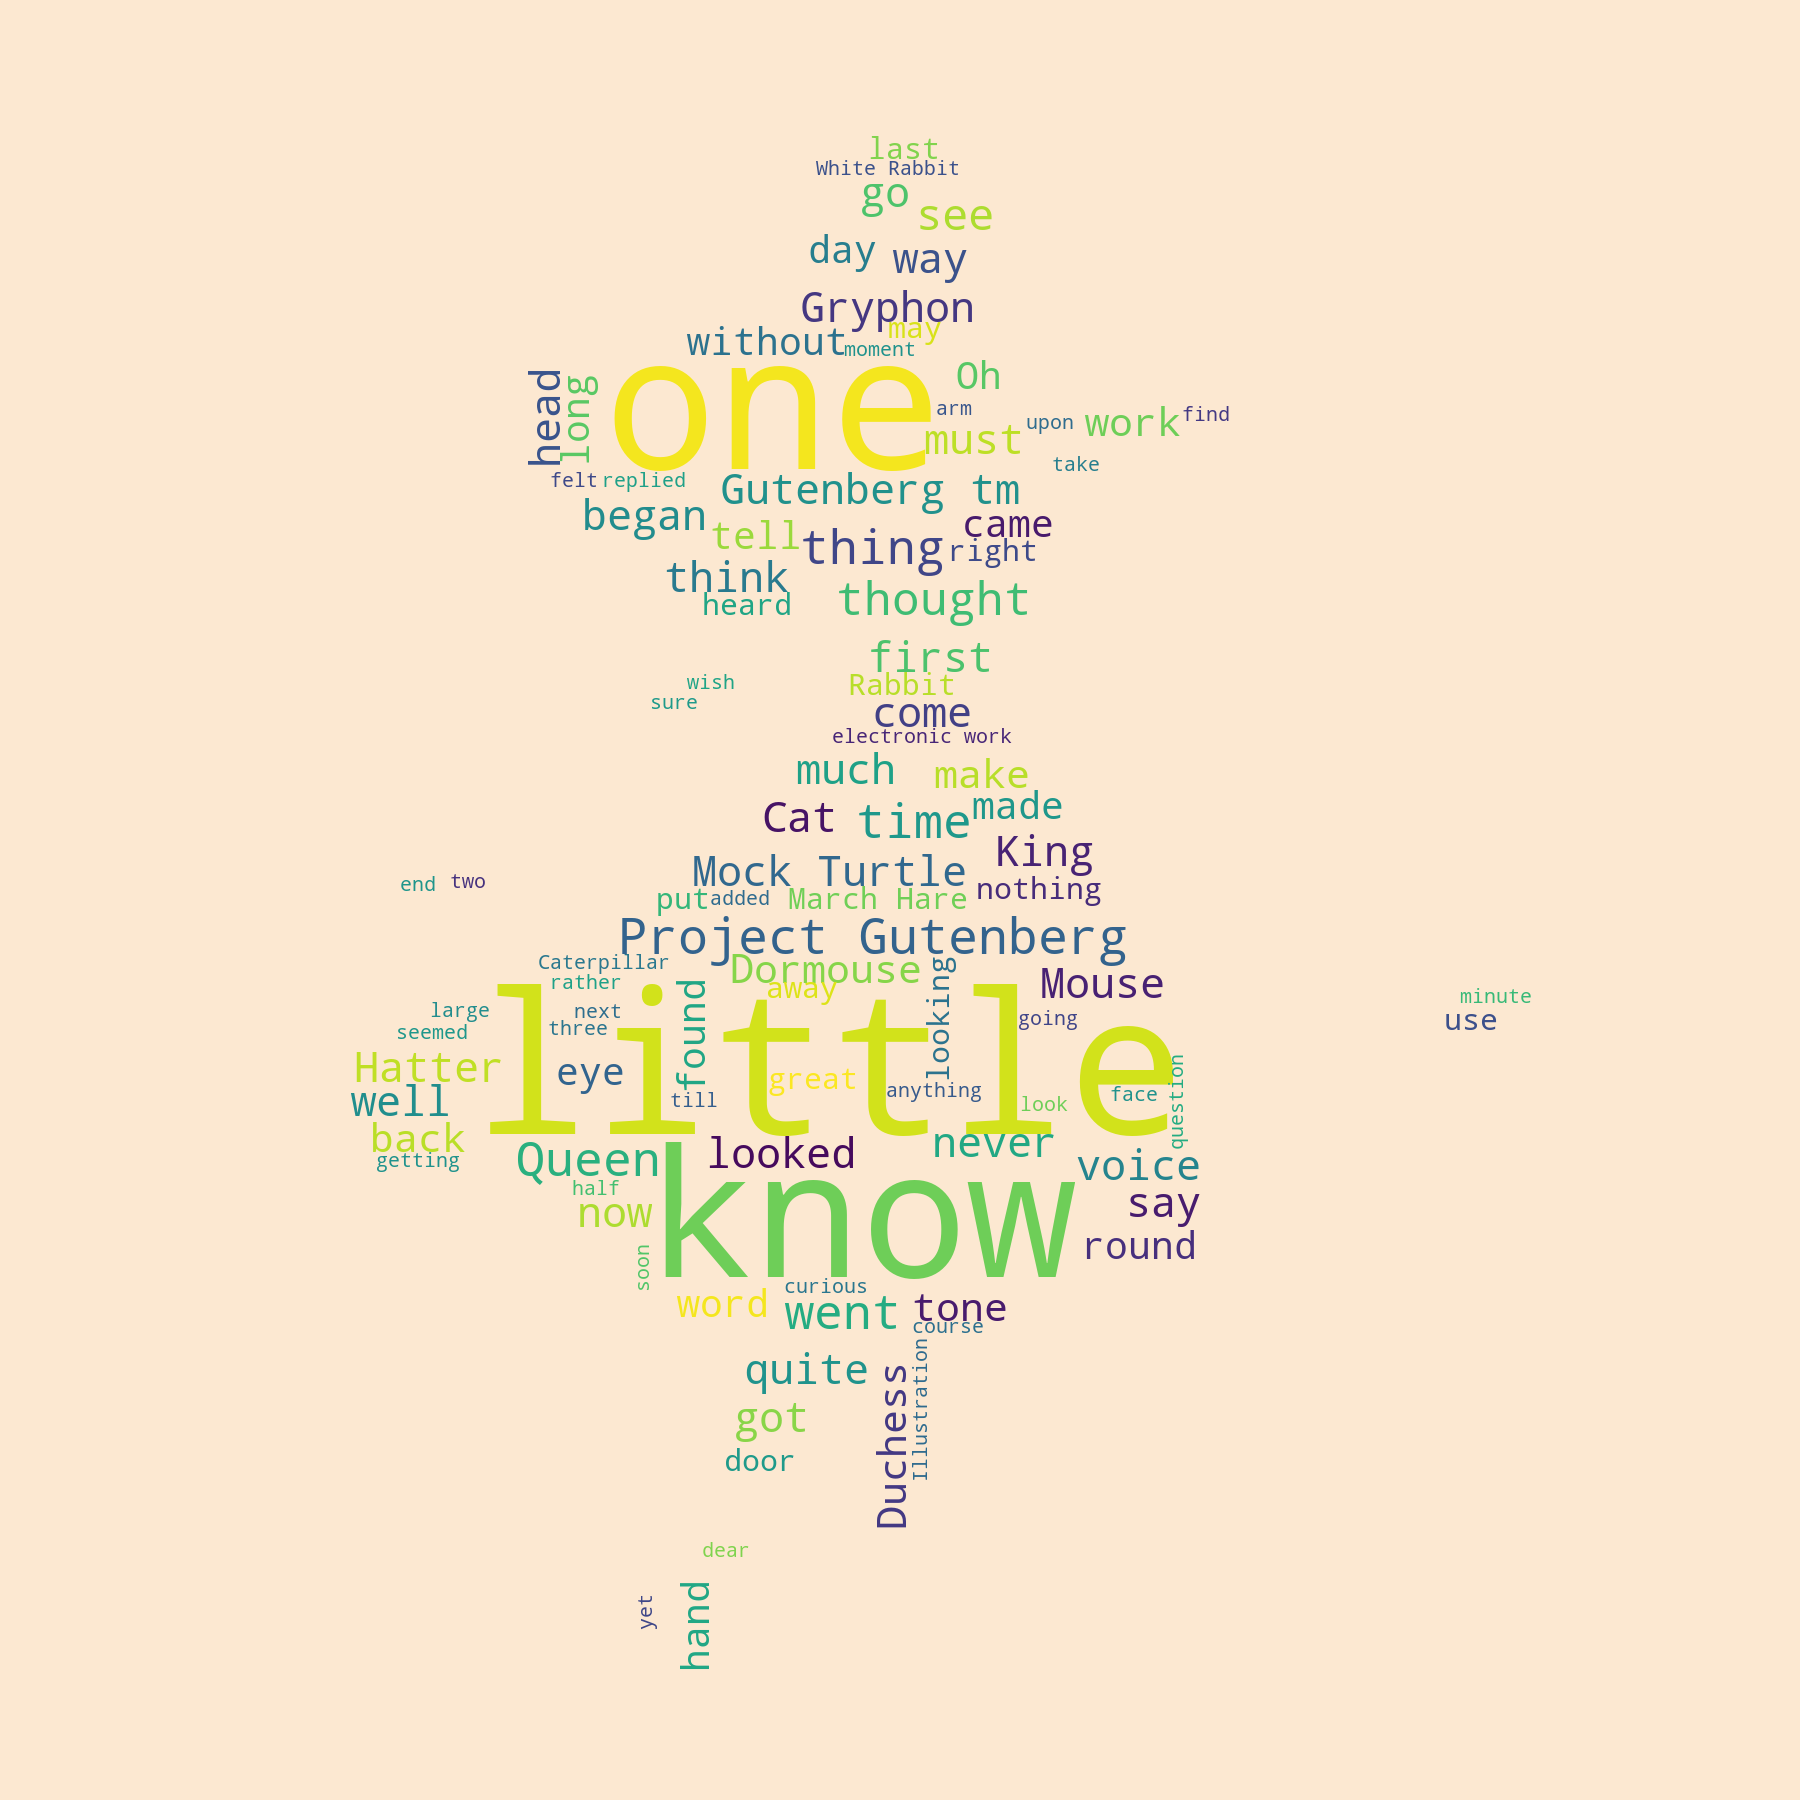 last
White Rabbit
go
see
day
way
Gryphon
may
without
moment
head
long
one
Oh
arm
must
upon
work
find
take
felt
replied
Gutenberg tm
began
came
tell
thing
right
think
heard
thought
first
wish
Rabbit
sure
come
electronic work
much
make
Cat
time
made
King
Mock Turtle
end
two
nothing
put
added
March Hare
Project Gutenberg
Caterpillar
Dormouse
looking
rather
found
away
Mouse
minute
large
next
going
use
seemed
three
little
Hatter
eye
great
anything
question
well
till
look
face
back
getting
Queen
looked
never
voice
half
now
know
say
round
soon
word
curious
went
tone
course
quite
Duchess
Illustration
got
door
dear
yet
hand